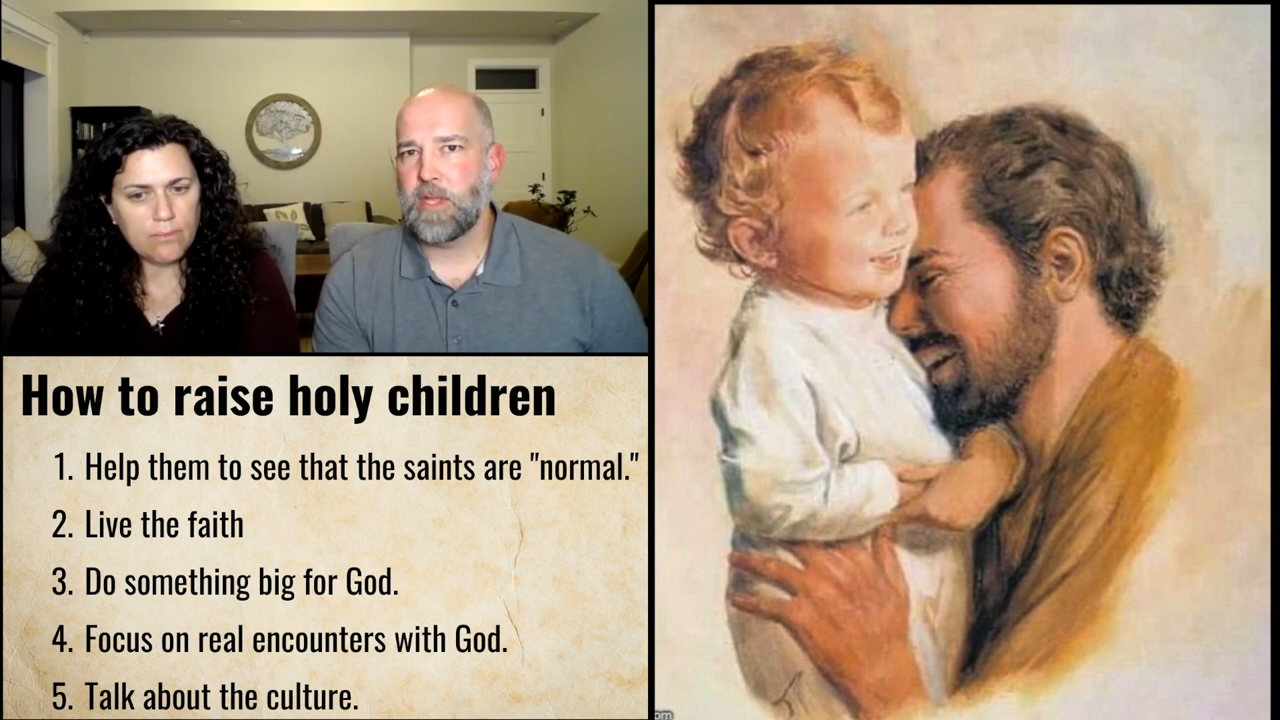 How to raise holy children
1. Help them to see that the saints are "normal."
2. Live the faith
3. Do something big for God.
4. Focus on real encounters with God.
5. Talk about the culture.